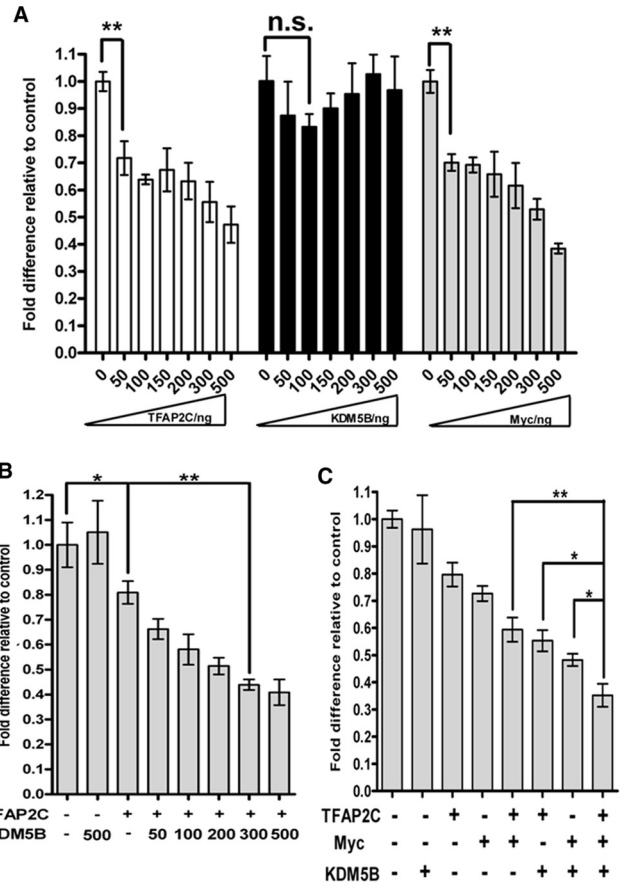 A
** n.s. **
Fold difference relative to control
1.1
1.0
0.9
0.8
0.7
0.6
0.5
0.4
0.3
0.2
0.1
0.0
0 50 100 150 200 300 500 0 50 100 150 200 300 500 0 50 100 150 200 300 500
TFAP2C/ng KDM5B/ng Myc/ng
B
* **
Fold difference relative to control
1.2
1.1
1.0
0.9
0.8
0.7
0.6
0.5
0.4
0.3
0.2
0.1
0.0
FAP2C - - + + + + + +
DM5B - 500 - 50 100 200 300 500
C
**
*
*
Fold difference relative to control
1.1
1.0
0.9
0.8
0.7
0.6
0.5
0.4
0.3
0.2
0.1
0.0
TFAP2C - - + - + + - +
Myc - - - + + - + +
KDM5B - + - - - + + +